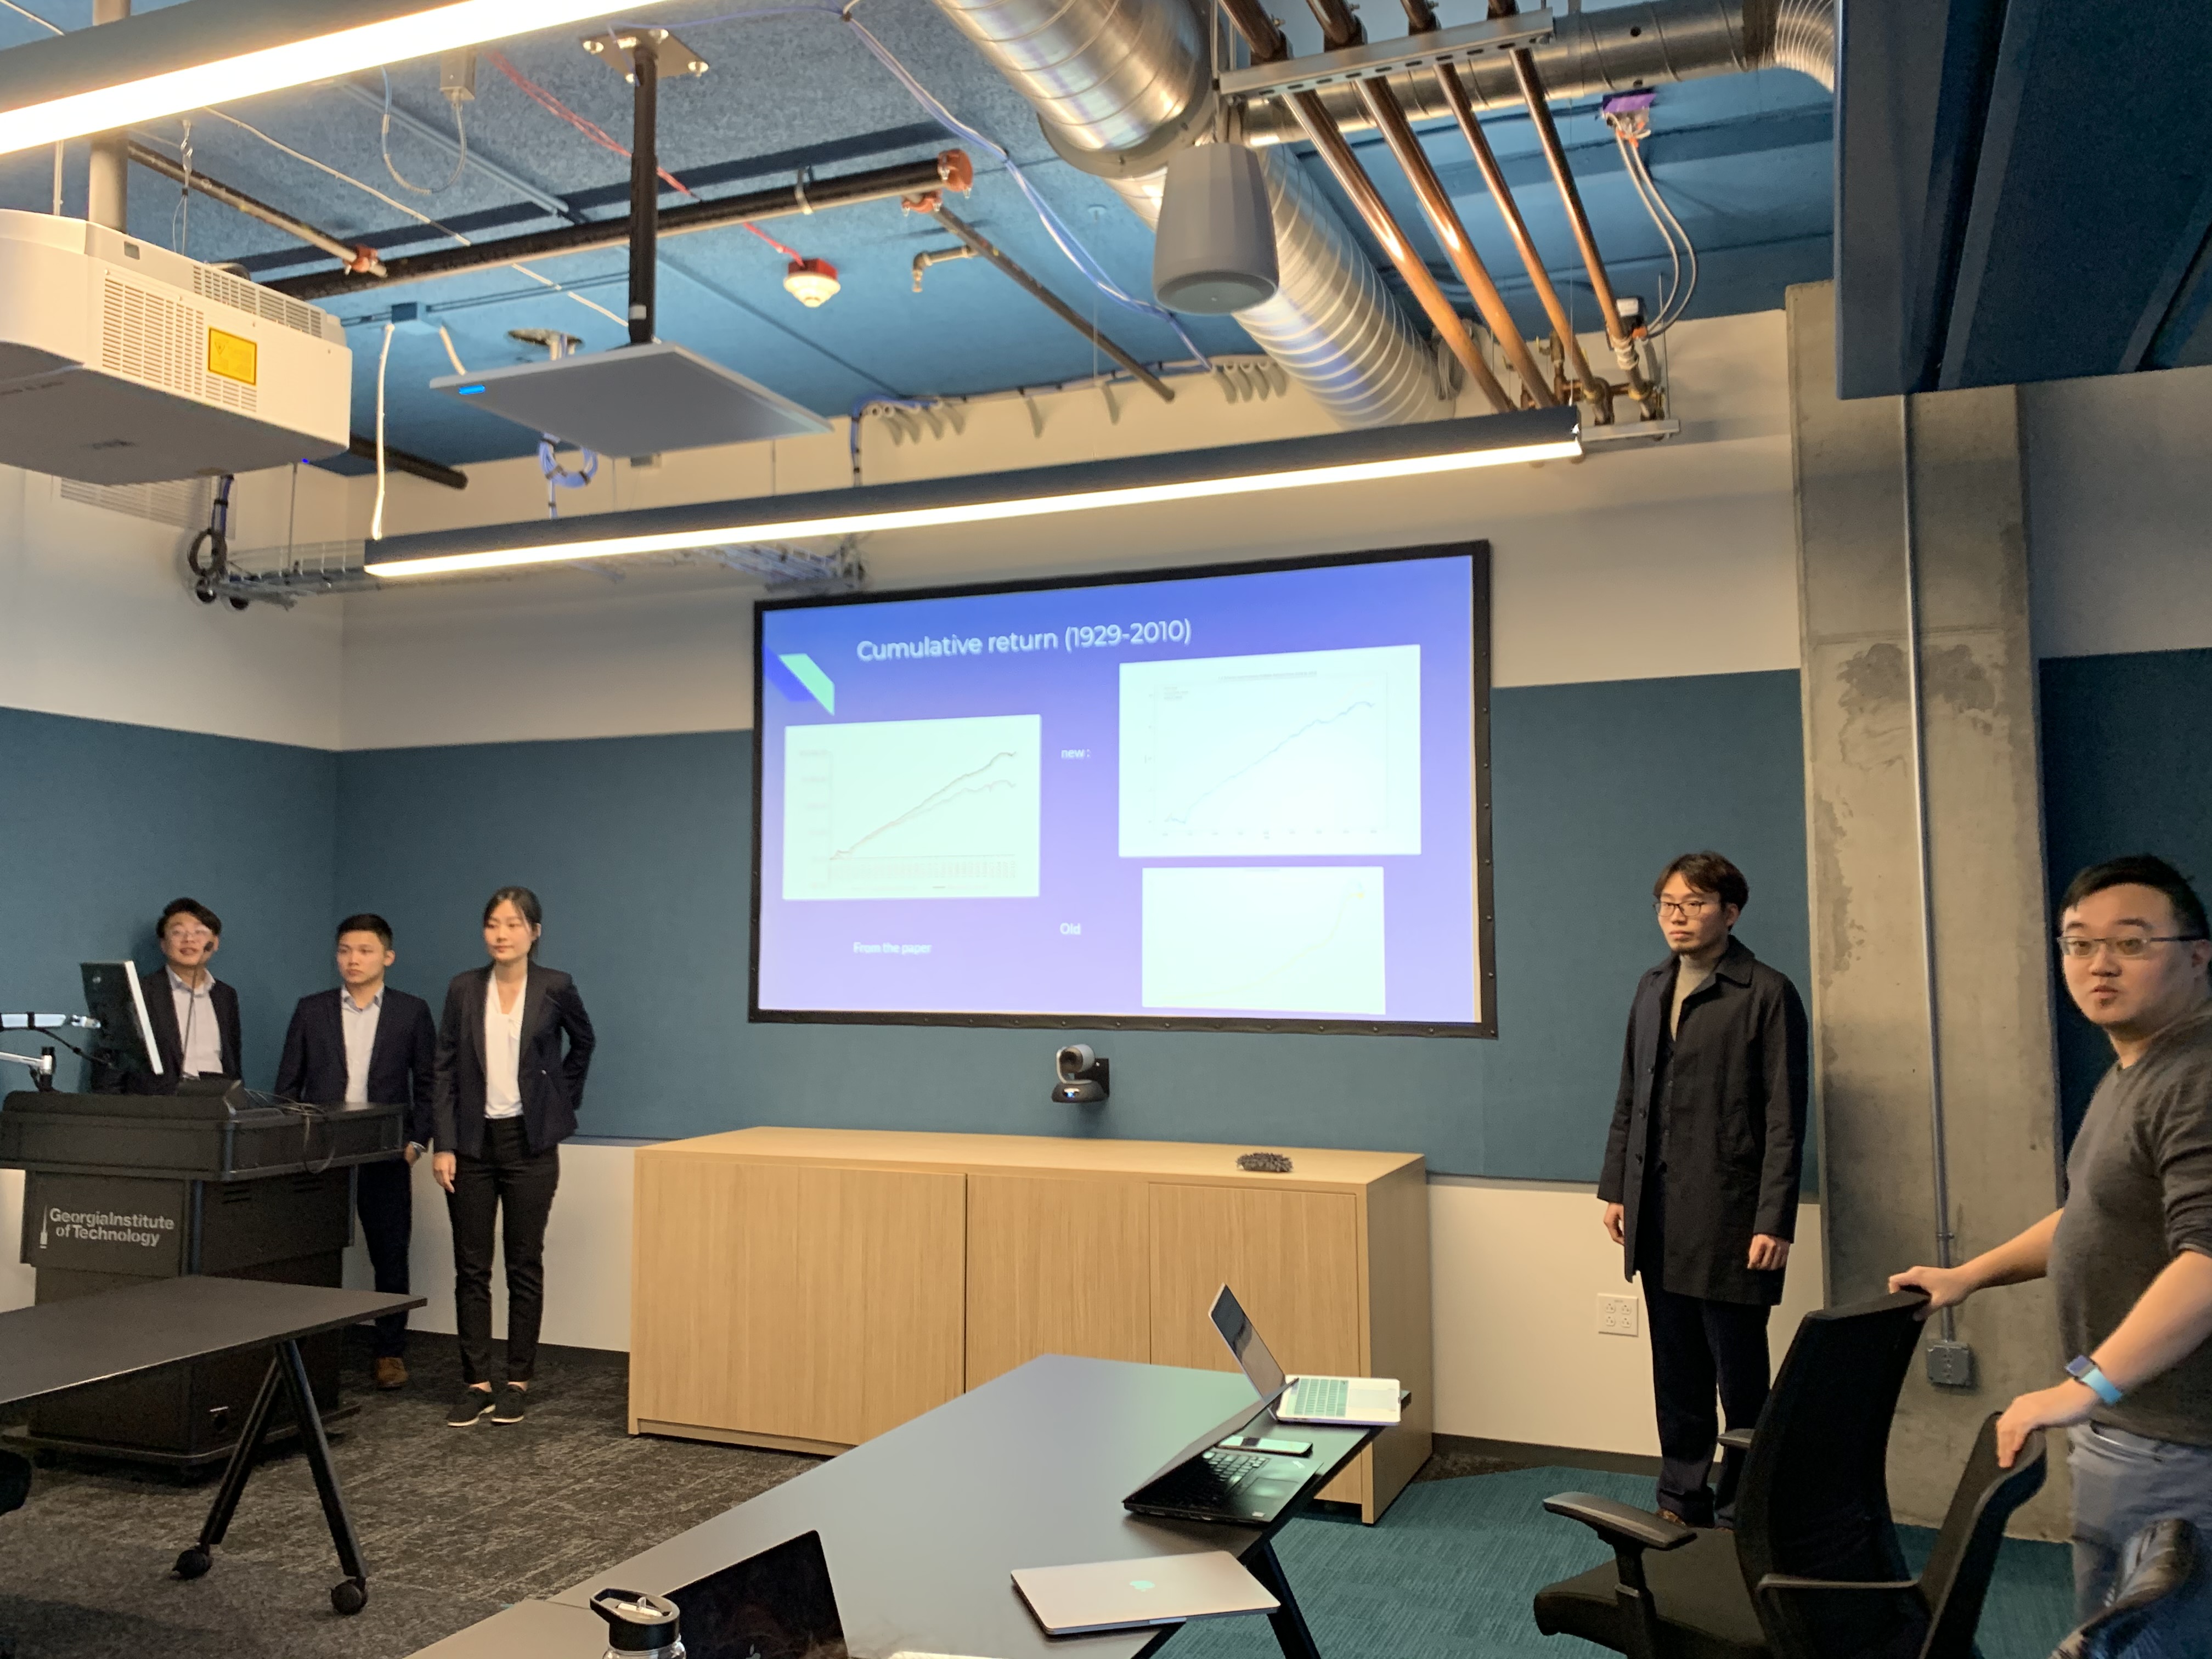 Cumulative return (1929-2010)
new :
Old
From the paper
GeorgiaInstitute
of Technology